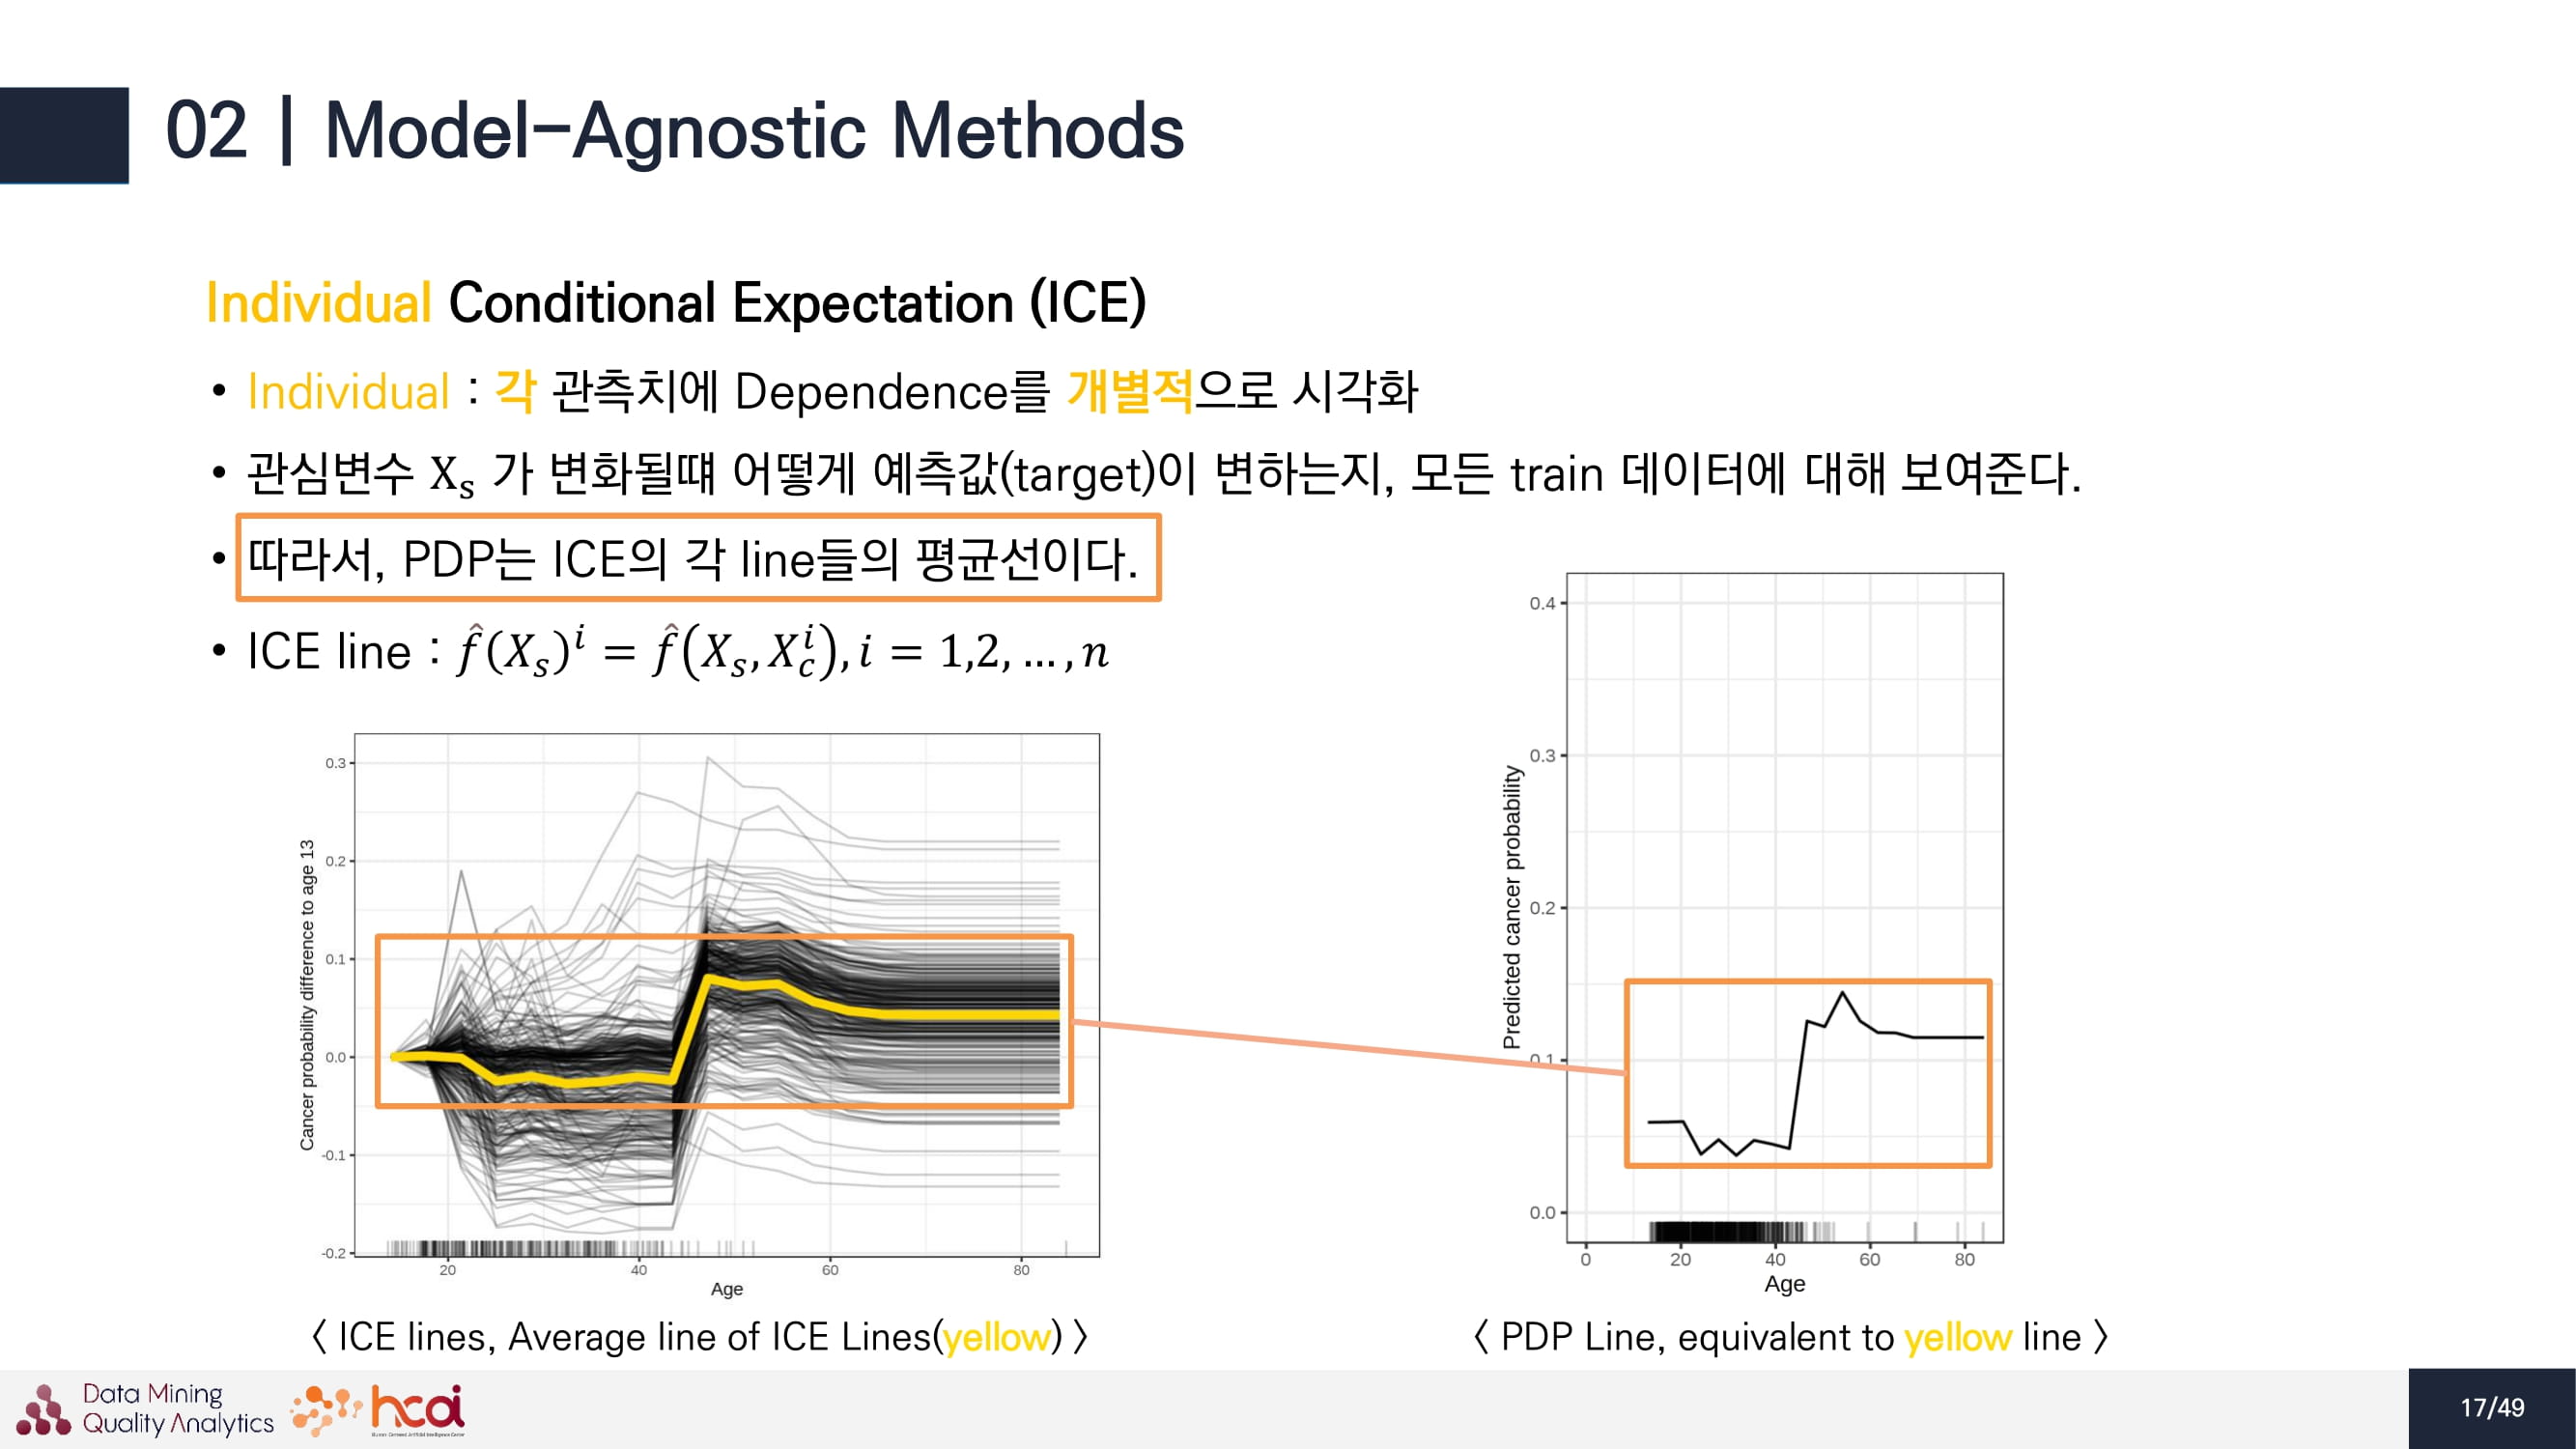 02 | Model-Agnostic Methods
Individual Conditional Expectation (ICE)
• Individual : 각 관측치에 Dependence를 개별적으로 시각화
• 관심변수 Xₛ 가 변화될떄 어떻게 예측값(target)이 변하는지, 모든 train 데이터에 대해 보여준다.
• 따라서, PDP는 ICE의 각 line들의 평균선이다.
• ICE line : f̂(X_s)^i = f̂(X_s, X_c^i), i = 1,2, … , n
Cancer probability difference to age 13
0.3
0.2
0.1
0.0
-0.1
-0.2
20 40 60 80
Age
〈 ICE lines, Average line of ICE Lines(yellow) 〉
Predicted cancer probability
0.4
0.3
0.2
0.1
0.0
0 20 40 60 80
Age
〈 PDP Line, equivalent to yellow line 〉
Data Mining
Quality Analytics
hcai
17/49